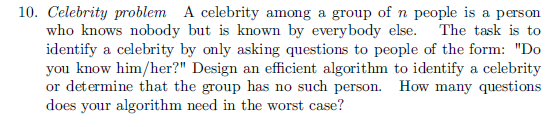 10. Celebrity problem A celebrity among a group of n people is a person
who knows nobody but is known by everybody else. The task is to
identify a celebrity by only asking questions to people of the form: "Do
you know him/her?" Design an efficient algorithm to identify a celebrity
or determine that the group has no such person. How many questions
does your algorithm need in the worst case?